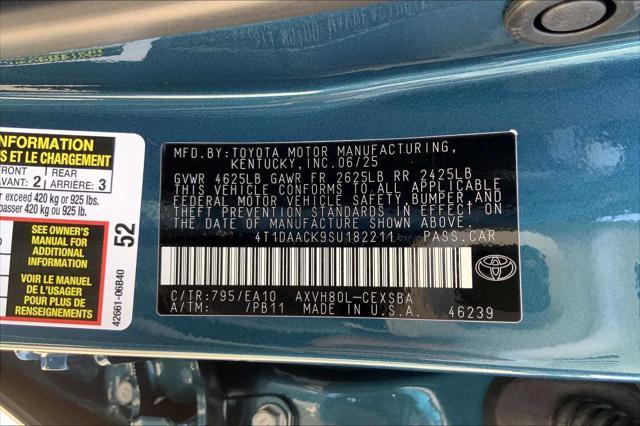 INFORMATION
ET LE CHARGEMENT
FRONT 2 REAR 3
AVANT: ARRIÈRE:
exceed 420 kg or 925 lbs.
passer 420 kg ou 925 lb.
SEE OWNER'S
MANUAL FOR
ADDITIONAL
INFORMATION
VOIR LE MANUEL
DE L'USAGER
POUR PLUS DE
RENSEIGNEMENTS
52
42661-06B40
MFD.BY:TOYOTA MOTOR MANUFACTURING,
KENTUCKY,INC.06/25
GVWR 4625LB GAWR FR 2625LB RR 2425LB
THIS VEHICLE CONFORMS TO ALL APPLICABLE
FEDERAL MOTOR VEHICLE SAFETY,BUMPER,AND
THEFT PREVENTION STANDARDS IN EFFECT ON
THE DATE OF MANUFACTURE SHOWN ABOVE.
4T1DAACK9SU182211 PASS.CAR
C/TR:795/EA10 AXVH80L-CEXSBA
A/TM: /PB11 MADE IN U.S.A. 46239
TOYOTA